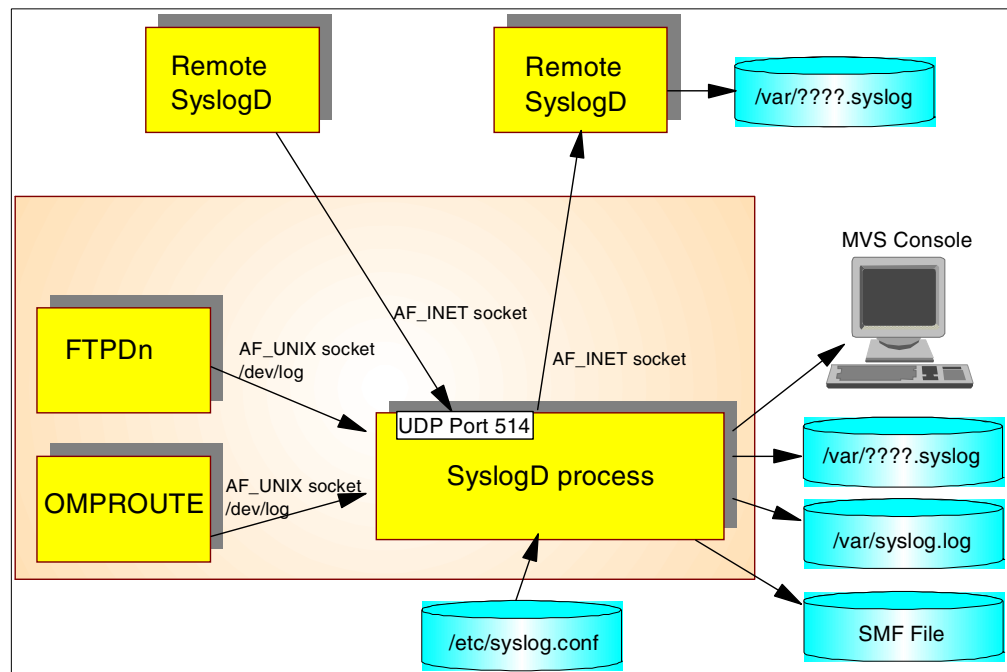 Remote
SyslogD
Remote
SyslogD
/var/????.syslog
MVS Console
AF_INET socket
AF_INET socket
FTPDn
AF_UNIX socket
/dev/log
UDP Port 514
SyslogD process
/var/????.syslog
OMPROUTE
AF_UNIX socket
/dev/log
/var/syslog.log
/etc/syslog.conf
SMF File